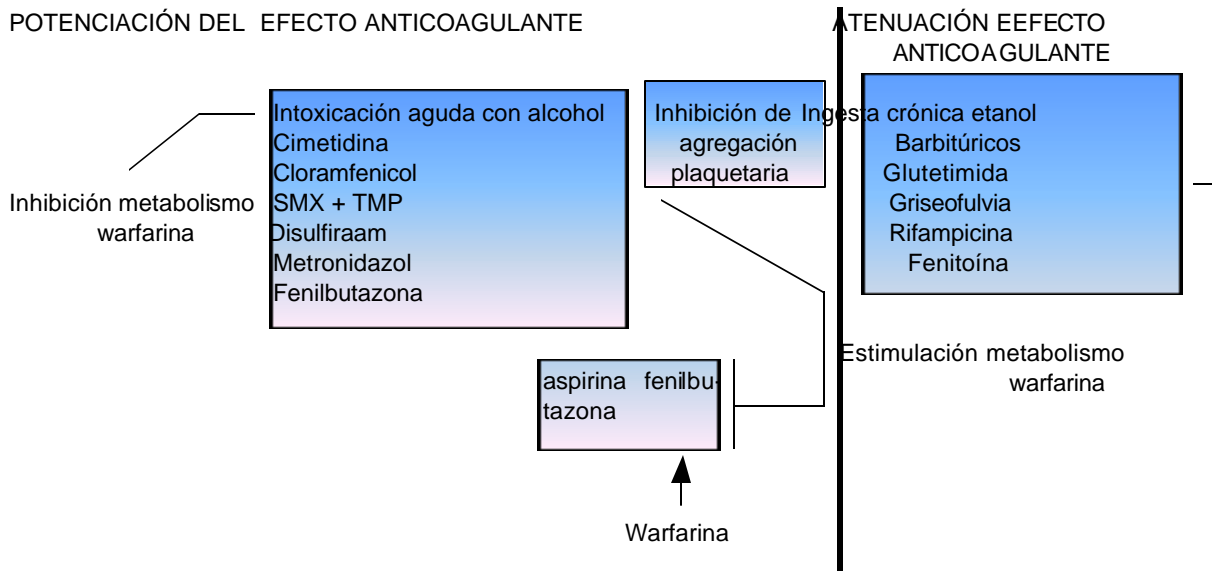 POTENCIACIÓN DEL EFECTO ANTICOAGULANTE
ATENUACIÓN EEFECTO
ANTICOAGULANTE
Inhibición metabolismo
warfarina
Intoxicación aguda con alcohol
Cimetidina
Cloramfenicol
SMX + TMP
Disulfiraam
Metronidazol
Fenilbutazona
Inhibición de
agregación
plaquetaria
Ingesta crónica etanol
Barbitúricos
Glutetimida
Griseofulvia
Rifampicina
Fenitoína
Estimulación metabolismo
warfarina
aspirina fenilbu-
tazona
Warfarina